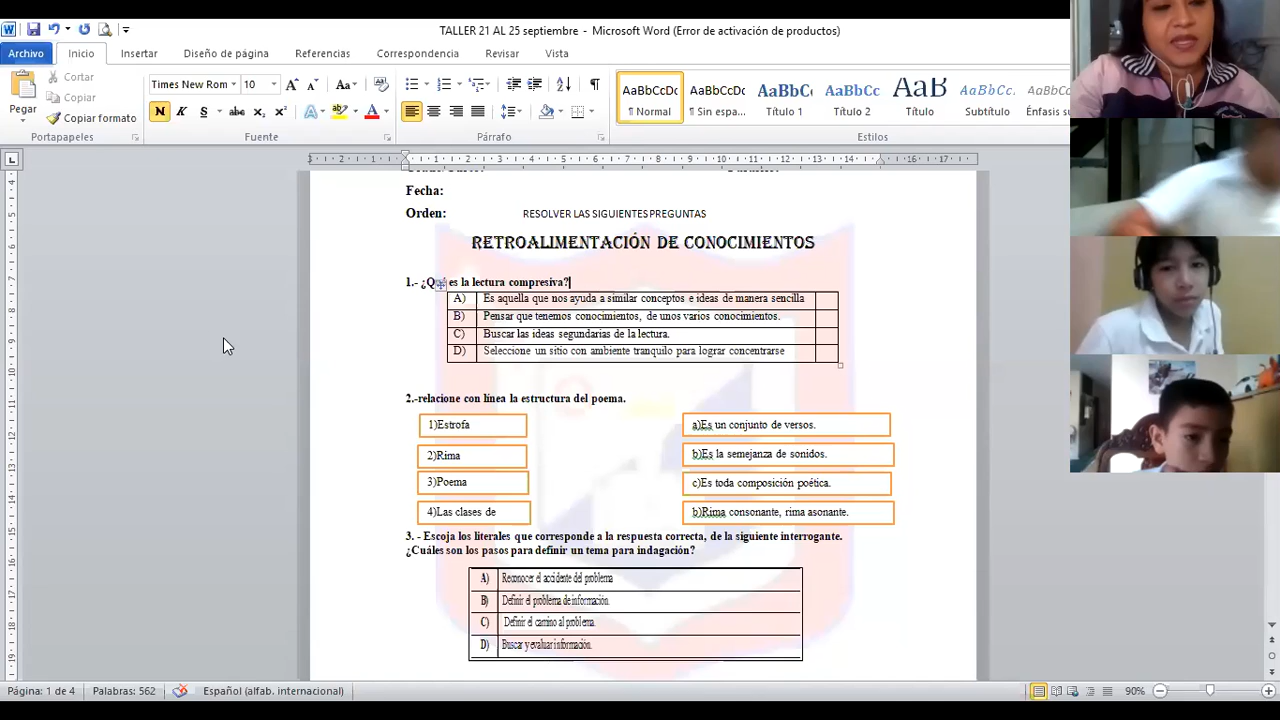 TALLER 21 AL 25 septiembre - Microsoft Word (Error de activación de productos)
Archivo Inicio Insertar Diseño de página Referencias Correspondencia Revisar Vista
Times New Rom 10
Pegar
Cortar
Copiar
Copiar formato
AaBbCcDc AaBbCcDc AaBbC AaBbCc AaB AaBbCc AaBbCcD
¶ Normal ¶ Sin espa... Título 1 Título 2 Título Subtítulo Énfasis su
Portapapeles Fuente Párrafo Estilos
Fecha:
Orden: RESOLVER LAS SIGUIENTES PREGUNTAS
RETROALIMENTACIÓN DE CONOCIMIENTOS
1.- ¿Qué es la lectura compresiva?
A) Es aquella que nos ayuda a similar conceptos e ideas de manera sencilla
B) Pensar que tenemos conocimientos, de unos varios conocimientos.
C) Buscar las ideas segundarias de la lectura.
D) Seleccione un sitio con ambiente tranquilo para lograr concentrarse
2.-relacione con línea la estructura del poema.
1)Estrofa a)Es un conjunto de versos.
2)Rima b)Es la semejanza de sonidos.
3)Poema c)Es toda composición poética.
4)Las clases de b)Rima consonante, rima asonante.
3. - Escoja los literales que corresponde a la respuesta correcta, de la siguiente interrogante.
¿Cuáles son los pasos para definir un tema para indagación?
A) Reconocer el accidente del problema
B) Definir el problema de información.
C) Definir el camino al problema.
D) Buscar y evaluar información.
Página: 1 de 4 Palabras: 562 Español (alfab. internacional) 90%